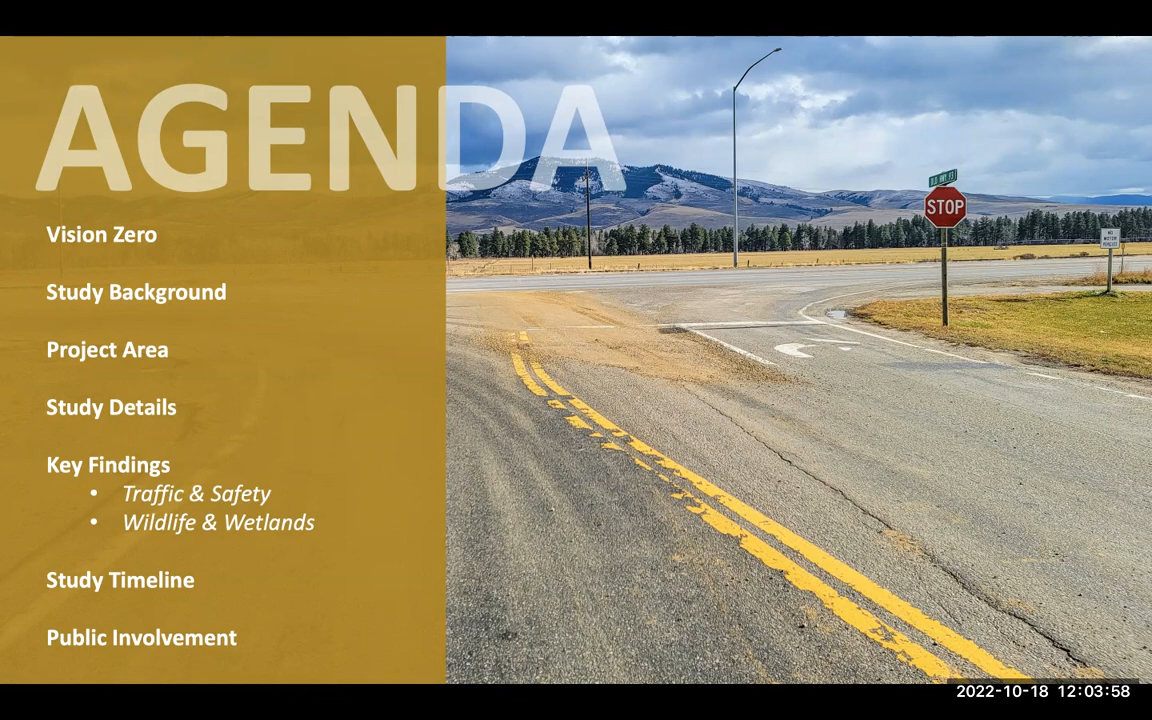 AGENDA
Vision Zero
Study Background
Project Area
Study Details
Key Findings
• Traffic & Safety
• Wildlife & Wetlands
Study Timeline
Public Involvement
STOP
2022-10-18 12:03:58